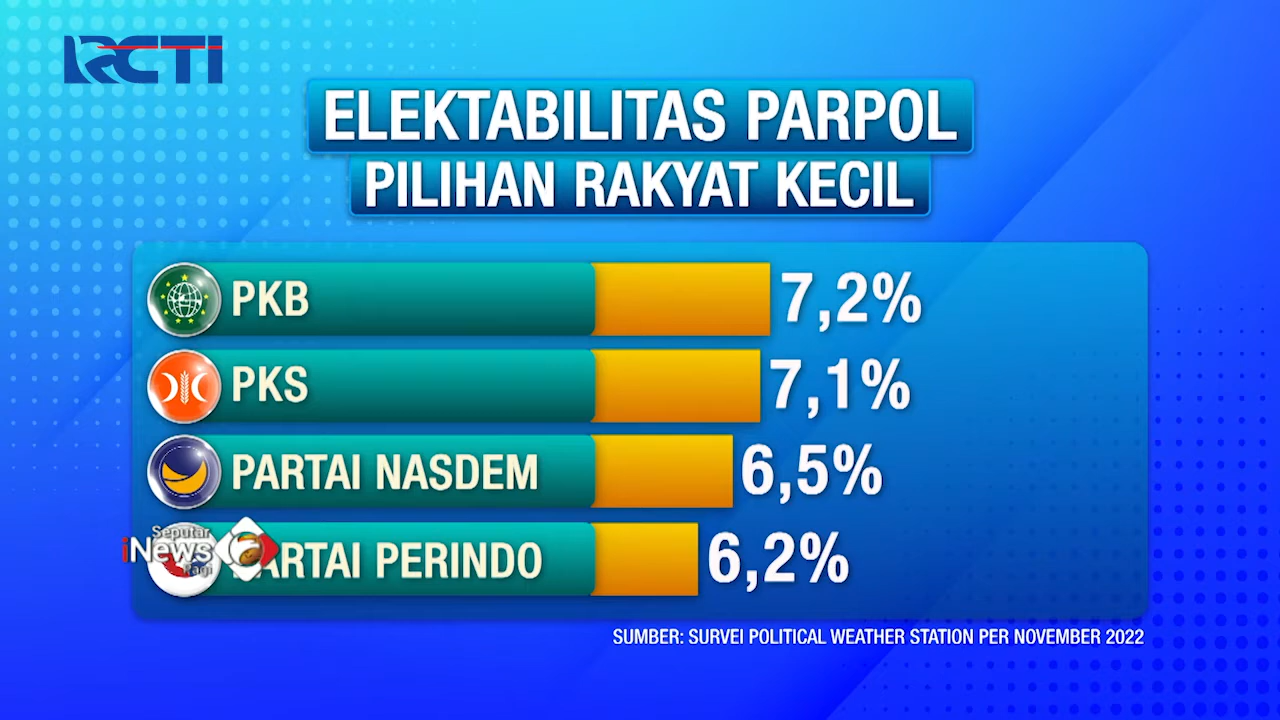 RCTI
ELEKTABILITAS PARPOL
PILIHAN RAKYAT KECIL
PKB 7,2%
PKS 7,1%
PARTAI NASDEM 6,5%
PARTAI PERINDO 6,2%
Seputar
iNews
Pagi
SUMBER: SURVEI POLITICAL WEATHER STATION PER NOVEMBER 2022